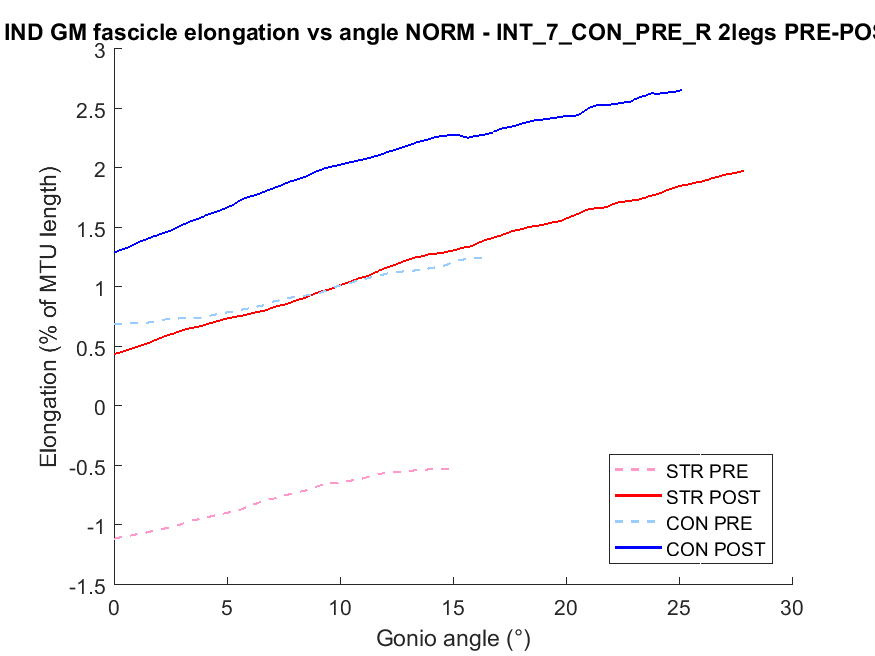 IND GM fascicle elongation vs angle NORM - INT_7_CON_PRE_R 2legs PRE-POS
3
2.5
2
1.5
1
0.5
0
-0.5
-1
-1.5
Elongation (% of MTU length)
0 5 10 15 20 25 30
Gonio angle (°)
STR PRE
STR POST
CON PRE
CON POST